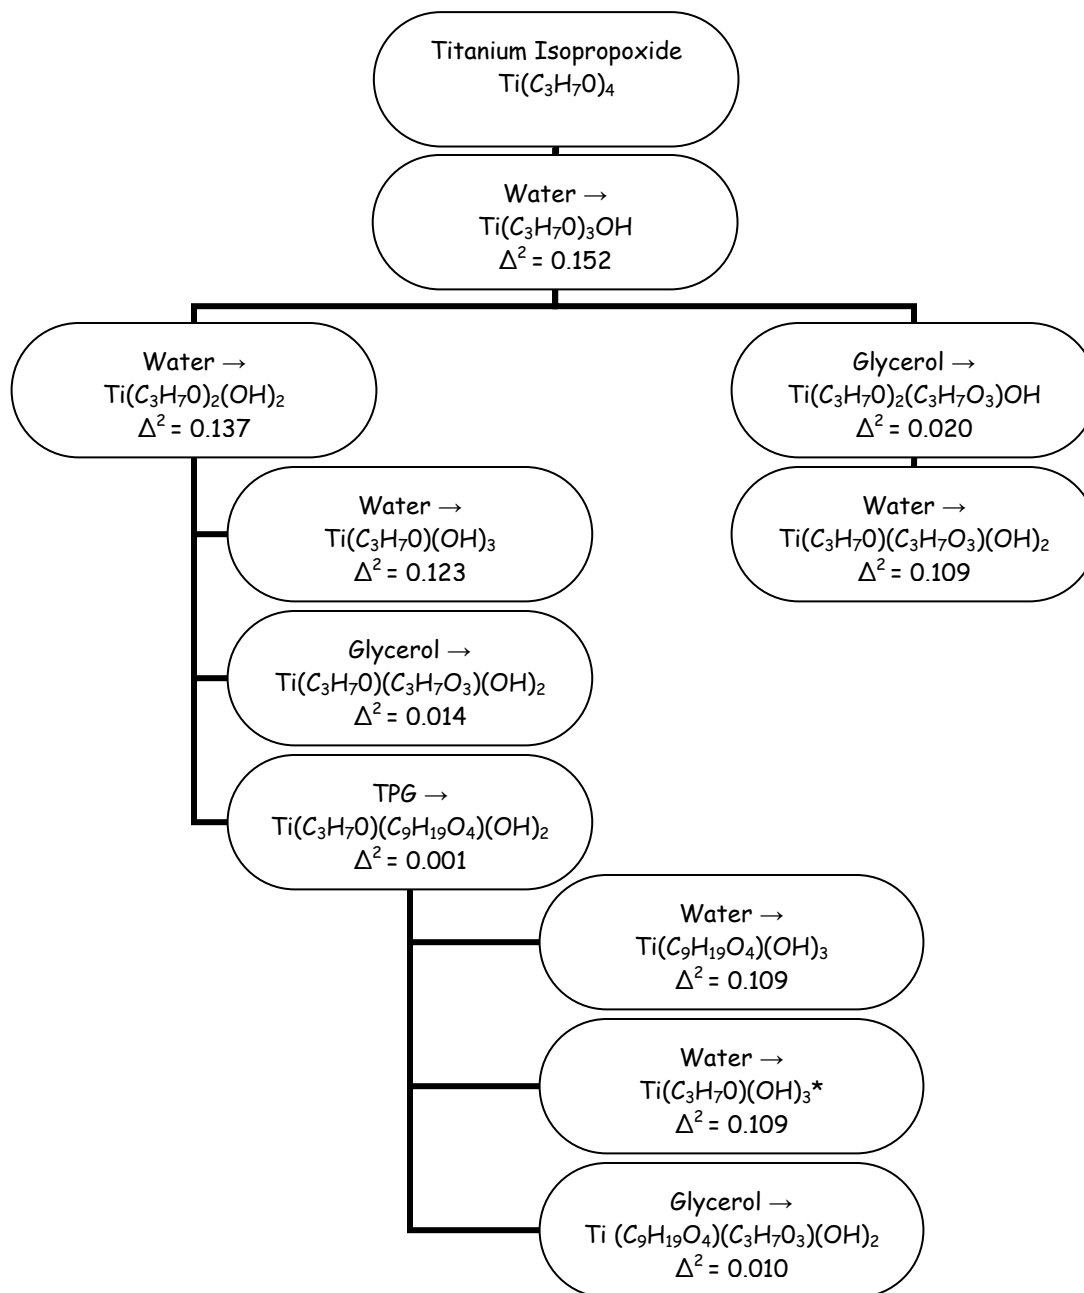 Titanium Isopropoxide
Ti(C₃H₇0)₄
Water →
Ti(C₃H₇0)₃OH
Δ² = 0.152
Water →
Ti(C₃H₇0)₂(OH)₂
Δ² = 0.137
Glycerol →
Ti(C₃H₇0)₂(C₃H₇O₃)OH
Δ² = 0.020
Water →
Ti(C₃H₇0)(OH)₃
Δ² = 0.123
Water →
Ti(C₃H₇0)(C₃H₇O₃)(OH)₂
Δ² = 0.109
Glycerol →
Ti(C₃H₇0)(C₃H₇O₃)(OH)₂
Δ² = 0.014
TPG →
Ti(C₃H₇0)(C₉H₁₉O₄)(OH)₂
Δ² = 0.001
Water →
Ti(C₉H₁₉O₄)(OH)₃
Δ² = 0.109
Water →
Ti(C₃H₇0)(OH)₃*
Δ² = 0.109
Glycerol →
Ti (C₉H₁₉O₄)(C₃H₇0₃)(OH)₂
Δ² = 0.010